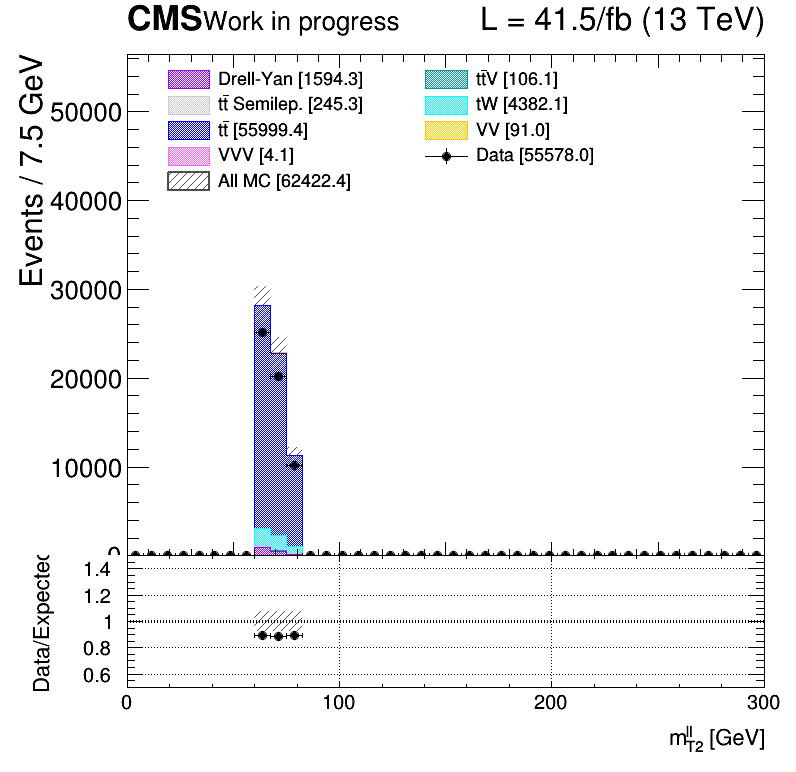 CMS Work in progress L = 41.5/fb (13 TeV)
Events / 7.5 GeV
Drell-Yan [1594.3]
tt̄ Semilep. [245.3]
tt̄ [55999.4]
VVV [4.1]
All MC [62422.4]
tt̄V [106.1]
tW [4382.1]
VV [91.0]
Data [55578.0]
50000
40000
30000
20000
10000
0
Data/Expected
1.4
1.2
1
0.8
0.6
0 100 200 300
m_{T2}^{ll} [GeV]